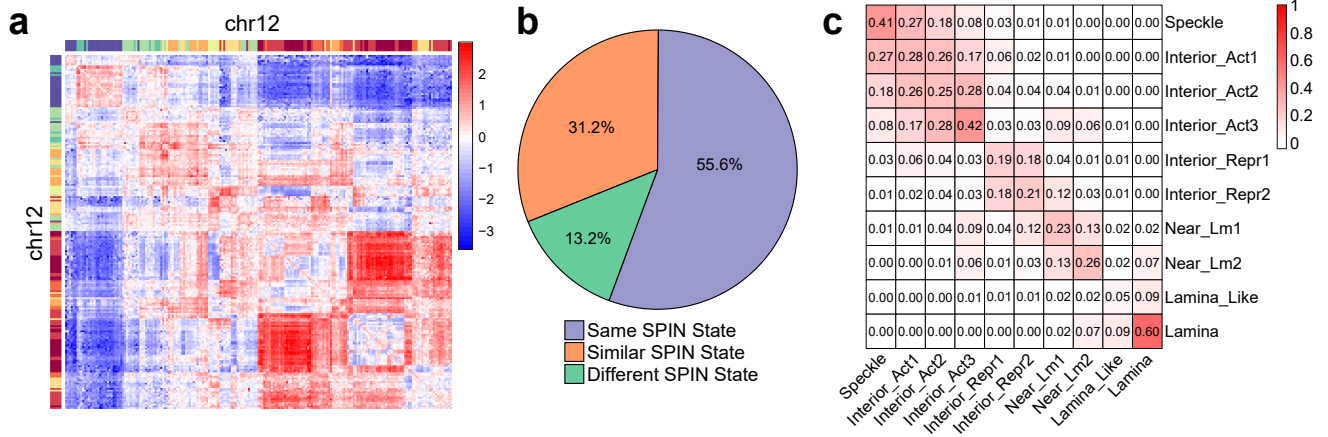 a
chr12
chr12
2
1
0
−1
−2
−3
b
31.2%
55.6%
13.2%
Same SPIN State
Similar SPIN State
Different SPIN State
c
0.41 0.27 0.18 0.08 0.03 0.01 0.01 0.00 0.00 0.00 Speckle
0.27 0.28 0.26 0.17 0.06 0.02 0.01 0.00 0.00 0.00 Interior_Act1
0.18 0.26 0.25 0.28 0.04 0.04 0.04 0.01 0.00 0.00 Interior_Act2
0.08 0.17 0.28 0.42 0.03 0.03 0.09 0.06 0.01 0.00 Interior_Act3
0.03 0.06 0.04 0.03 0.19 0.18 0.04 0.01 0.01 0.00 Interior_Repr1
0.01 0.02 0.04 0.03 0.18 0.21 0.12 0.03 0.01 0.00 Interior_Repr2
0.01 0.01 0.04 0.09 0.04 0.12 0.23 0.13 0.02 0.02 Near_Lm1
0.00 0.00 0.01 0.06 0.01 0.03 0.13 0.26 0.02 0.07 Near_Lm2
0.00 0.00 0.00 0.01 0.01 0.01 0.02 0.02 0.05 0.09 Lamina_Like
0.00 0.00 0.00 0.00 0.00 0.00 0.02 0.07 0.09 0.60 Lamina
Speckle
Interior_Act1
Interior_Act2
Interior_Act3
Interior_Repr1
Interior_Repr2
Near_Lm1
Near_Lm2
Lamina_Like
Lamina
1
0.8
0.6
0.4
0.2
0